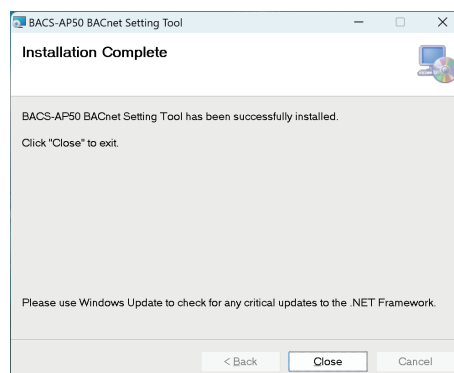 BACS-AP50 BACnet Setting Tool
Installation Complete
BACS-AP50 BACnet Setting Tool has been successfully installed.
Click "Close" to exit.
Please use Windows Update to check for any critical updates to the .NET Framework.
< Back Close Cancel